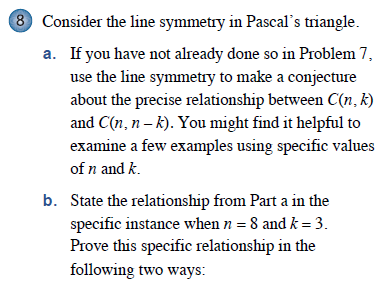 8 Consider the line symmetry in Pascal's triangle.
a. If you have not already done so in Problem 7,
use the line symmetry to make a conjecture
about the precise relationship between C(n, k)
and C(n, n – k). You might find it helpful to
examine a few examples using specific values
of n and k.
b. State the relationship from Part a in the
specific instance when n = 8 and k = 3.
Prove this specific relationship in the
following two ways: